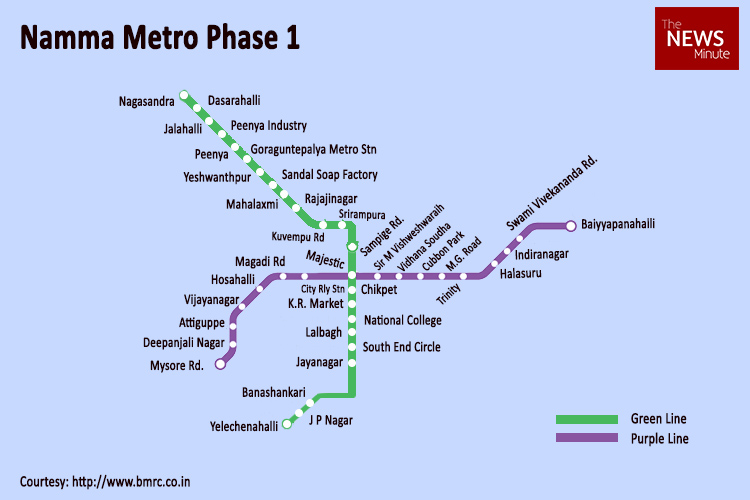 Namma Metro Phase 1
The
NEWS
Minute
Nagasandra
Dasarahalli
Jalahalli
Peenya Industry
Peenya
Goraguntepalya Metro Stn
Yeshwanthpur
Sandal Soap Factory
Mahalaxmi
Rajajinagar
Kuvempu Rd
Srirampura
Sampige Rd.
Majestic
Sir M Vishweshwaraih
Vidhana Soudha
Cubbon Park
M.G. Road
Trinity
Halasuru
Indiranagar
Swami Vivekananda Rd.
Baiyyapanahalli
Magadi Rd
Hosahalli
City Rly Stn
Chikpet
Vijayanagar
K.R. Market
Attiguppe
National College
Deepanjali Nagar
Lalbagh
South End Circle
Mysore Rd.
Jayanagar
Banashankari
J P Nagar
Yelechenahalli
Green Line
Purple Line
Courtesy: http://www.bmrc.co.in